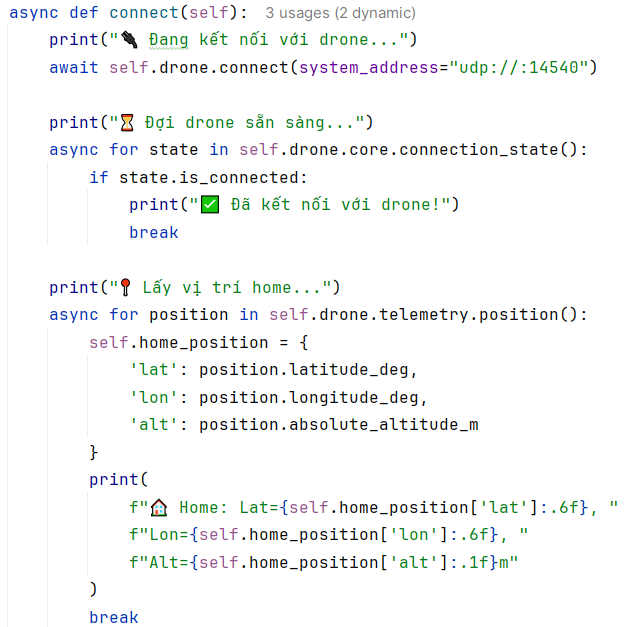 async def connect(self):  3 usages (2 dynamic)
    print("🔌 Đang kết nối với drone...")
    await self.drone.connect(system_address="udp://:14540")

    print("⏳ Đợi drone sẵn sàng...")
    async for state in self.drone.core.connection_state():
        if state.is_connected:
            print("✅ Đã kết nối với drone!")
            break

    print("📍 Lấy vị trí home...")
    async for position in self.drone.telemetry.position():
        self.home_position = {
            'lat': position.latitude_deg,
            'lon': position.longitude_deg,
            'alt': position.absolute_altitude_m
        }
        print(
            f"🏠 Home: Lat={self.home_position['lat']:.6f}, "
            f"Lon={self.home_position['lon']:.6f}, "
            f"Alt={self.home_position['alt']:.1f}m"
        )
        break